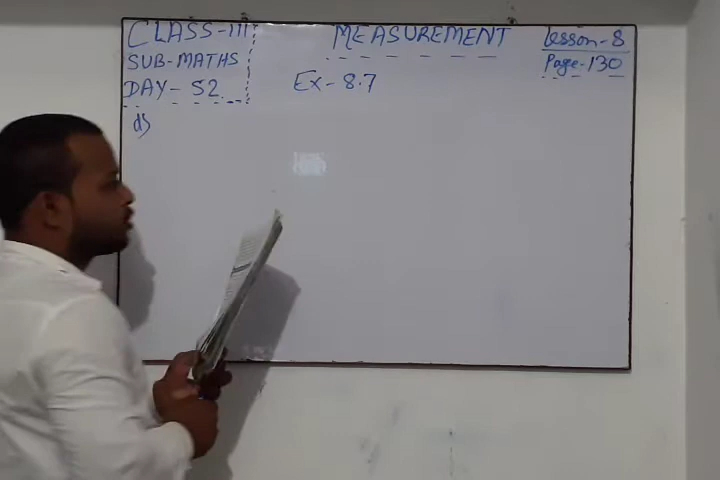 CLASS-III
SUB-MATHS
DAY- 52
MEASUREMENT
Ex- 8.7
Lesson-8
Page-130
d)